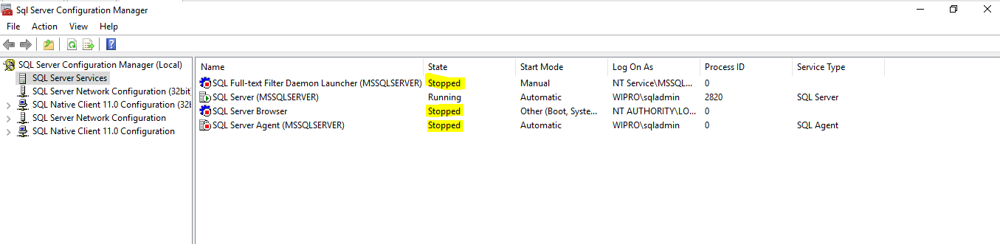 Sql Server Configuration Manager
File Action View Help
SQL Server Configuration Manager (Local)
SQL Server Services
SQL Server Network Configuration (32bit
SQL Native Client 11.0 Configuration (32l
SQL Server Network Configuration
SQL Native Client 11.0 Configuration
Name State Start Mode Log On As Process ID Service Type
SQL Full-text Filter Daemon Launcher (MSSQLSERVER) Stopped Manual NT Service\MSSQL... 0
SQL Server (MSSQLSERVER) Running Automatic WIPRO\sqladmin 2820 SQL Server
SQL Server Browser Stopped Other (Boot, Syste... NT AUTHORITY\LO... 0
SQL Server Agent (MSSQLSERVER) Stopped Automatic WIPRO\sqladmin 0 SQL Agent